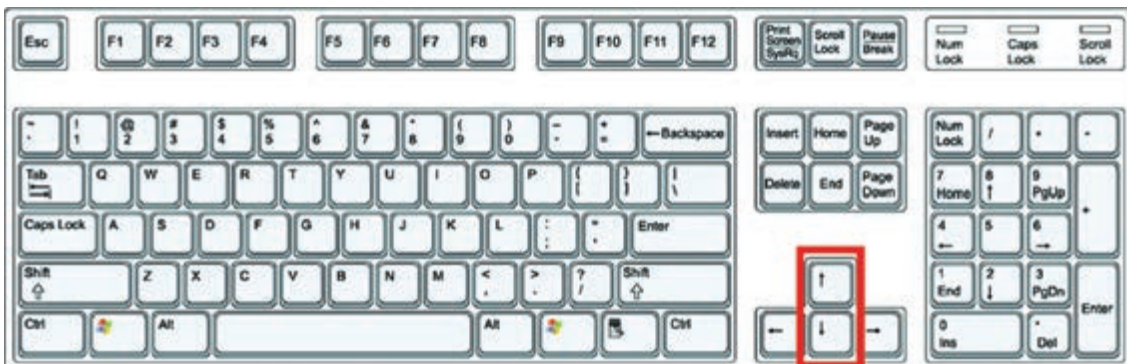 Esc F1 F2 F3 F4 F5 F6 F7 F8 F9 F10 F11 F12 Print Screen SysRq Scroll Lock Pause Break Num Lock Caps Lock Scroll Lock
~ ` ! 1 @ 2 # 3 $ 4 % 5 ^ 6 & 7 * 8 ( 9 ) 0 – - + = ←Backspace Insert Home Page Up Num Lock / * -
Tab Q W E R T Y U I O P { [ } ] | \ Delete End Page Down 7 Home 8 ↑ 9 PgUp +
Caps Lock A S D F G H J K L : ; " ' Enter 4 ← 5 6 →
Shift ⇧ Z X C V B N M < , > . ? / Shift ⇧ ↑ 1 End 2 ↓ 3 PgDn Enter
Ctrl Alt Alt Ctrl ← ↓ → 0 Ins . Del